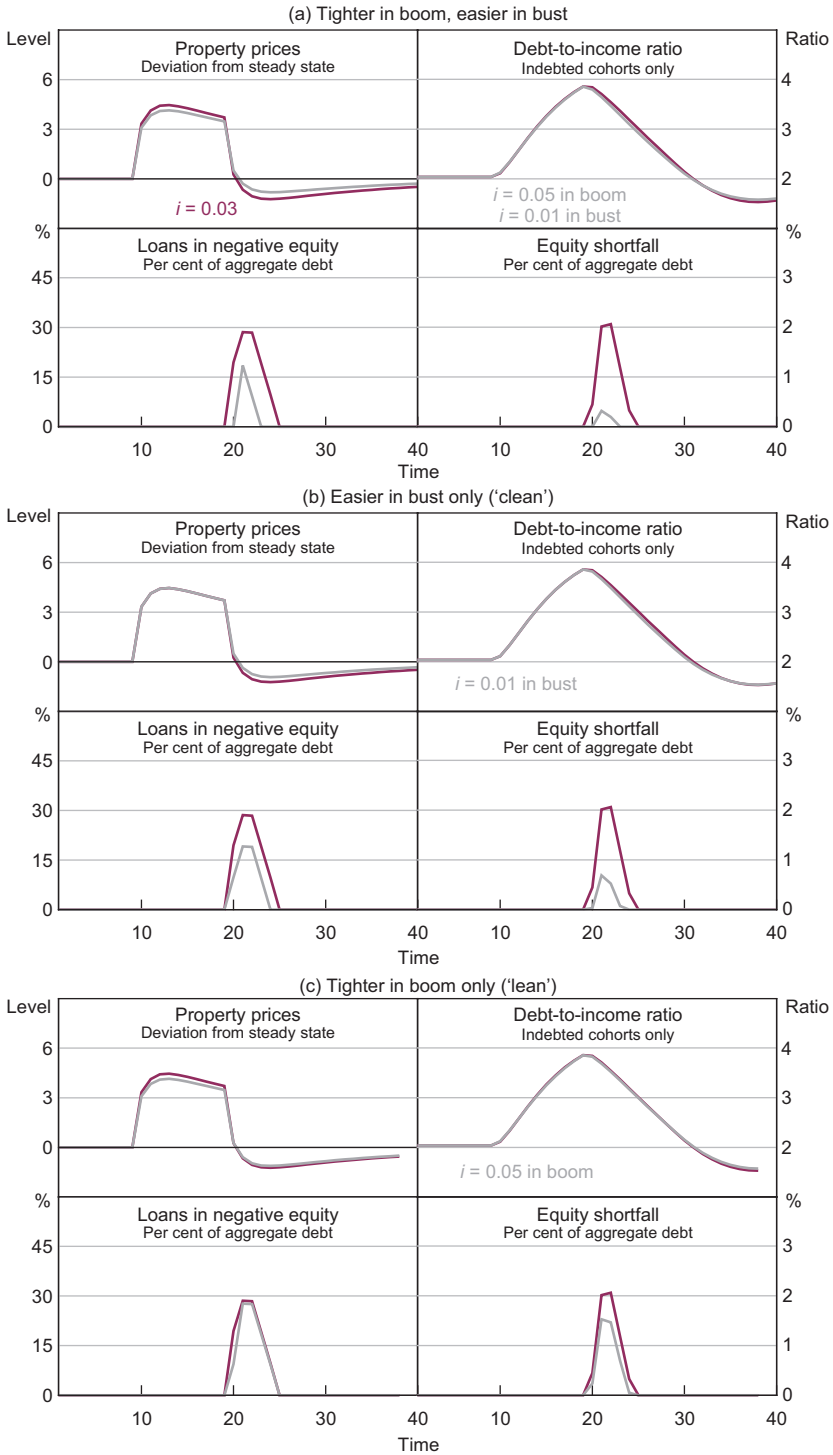 (a) Tighter in boom, easier in bust
Level
Ratio
Property prices
Deviation from steady state
Debt-to-income ratio
Indebted cohorts only
6
3
0
4
3
2
i = 0.03
i = 0.05 in boom
i = 0.01 in bust
%
%
Loans in negative equity
Per cent of aggregate debt
Equity shortfall
Per cent of aggregate debt
45
30
15
0
3
2
1
0
10
20
30
40
10
20
30
40
Time
(b) Easier in bust only (‘clean’)
Level
Ratio
Property prices
Deviation from steady state
Debt-to-income ratio
Indebted cohorts only
6
3
0
4
3
2
i = 0.01 in bust
%
%
Loans in negative equity
Per cent of aggregate debt
Equity shortfall
Per cent of aggregate debt
45
30
15
0
3
2
1
0
10
20
30
40
10
20
30
40
Time
(c) Tighter in boom only (‘lean’)
Level
Ratio
Property prices
Deviation from steady state
Debt-to-income ratio
Indebted cohorts only
6
3
0
4
3
2
i = 0.05 in boom
%
%
Loans in negative equity
Per cent of aggregate debt
Equity shortfall
Per cent of aggregate debt
45
30
15
0
3
2
1
0
10
20
30
40
10
20
30
40
Time